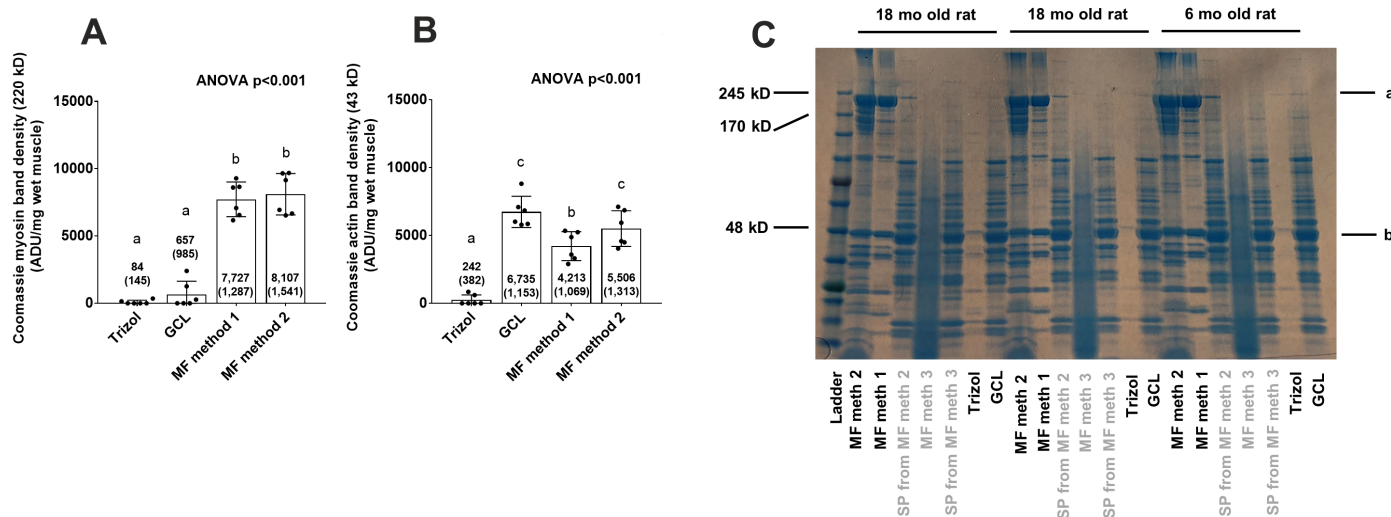 A
Coomassie myosin band density (220 kD)
(ADU/mg wet muscle)
ANOVA p<0.001
15000
10000
5000
0
a
84
(145)
a
657
(985)
b
7,727
(1,287)
b
8,107
(1,541)
Trizol
GCL
MF method 1
MF method 2
B
Coomassie actin band density (43 kD)
(ADU/mg wet muscle)
ANOVA p<0.001
15000
10000
5000
0
a
242
(382)
c
6,735
(1,153)
b
4,213
(1,069)
c
5,506
(1,313)
Trizol
GCL
MF method 1
MF method 2
C
18 mo old rat
18 mo old rat
6 mo old rat
245 kD
170 kD
48 kD
a
b
Ladder
MF meth 2
MF meth 1
SP from MF meth 2
MF meth 3
SP from MF meth 3
Trizol
GCL
MF meth 2
MF meth 1
SP from MF meth 2
MF meth 3
SP from MF meth 3
Trizol
GCL
MF meth 2
MF meth 1
SP from MF meth 2
MF meth 3
SP from MF meth 3
Trizol
GCL